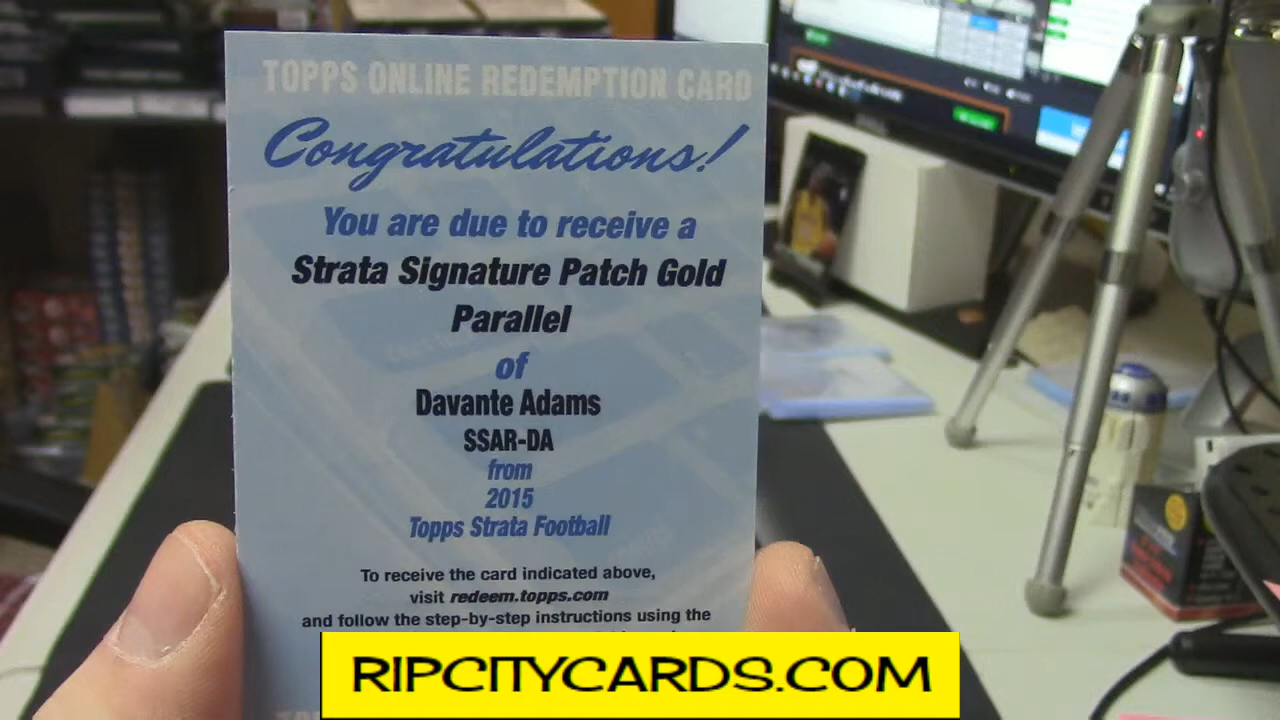 TOPPS ONLINE REDEMPTION CARD
Congratulations!
You are due to receive a
Strata Signature Patch Gold
Parallel
of
Davante Adams
SSAR-DA
from
2015
Topps Strata Football
To receive the card indicated above,
visit redeem.topps.com
and follow the step-by-step instructions using the
RIPCITYCARDS.COM